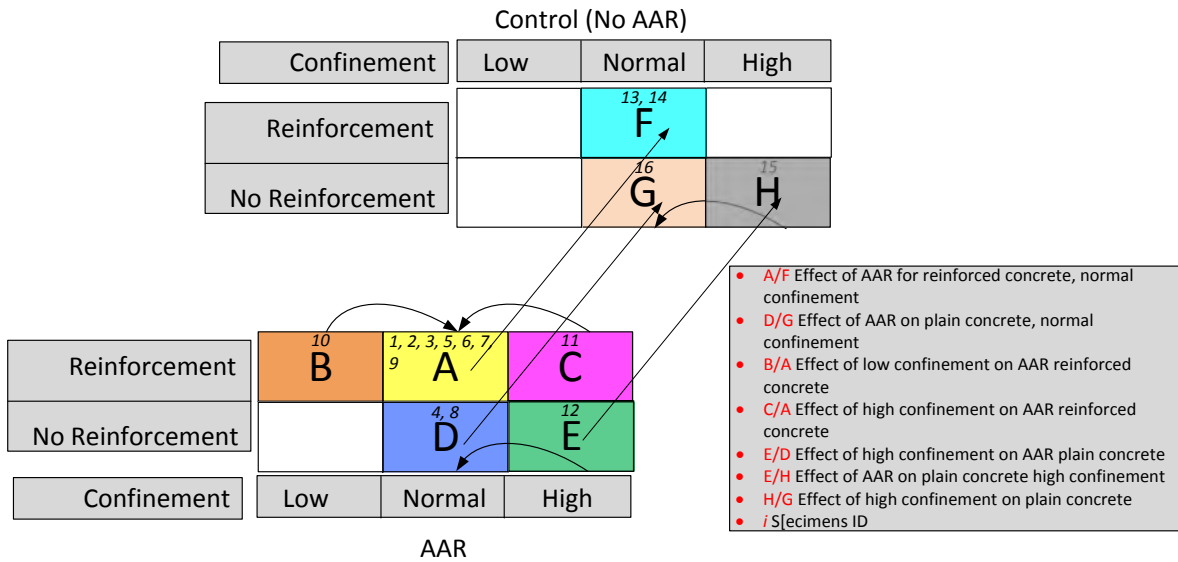 Control (No AAR)
Confinement Low Normal High
Reinforcement
13, 14
F
No Reinforcement
16
G
15
H
10
B
1, 2, 3, 5, 6, 7,
9
A
11
C
Reinforcement
4, 8
D
12
E
No Reinforcement
Confinement Low Normal High
AAR
• A/F Effect of AAR for reinforced concrete, normal
confinement
• D/G Effect of AAR on plain concrete, normal
confinement
• B/A Effect of low confinement on AAR reinforced
concrete
• C/A Effect of high confinement on AAR reinforced
concrete
• E/D Effect of high confinement on AAR plain concrete
• E/H Effect of AAR on plain concrete high confinement
• H/G Effect of high confinement on plain concrete
• i S[ecimens ID